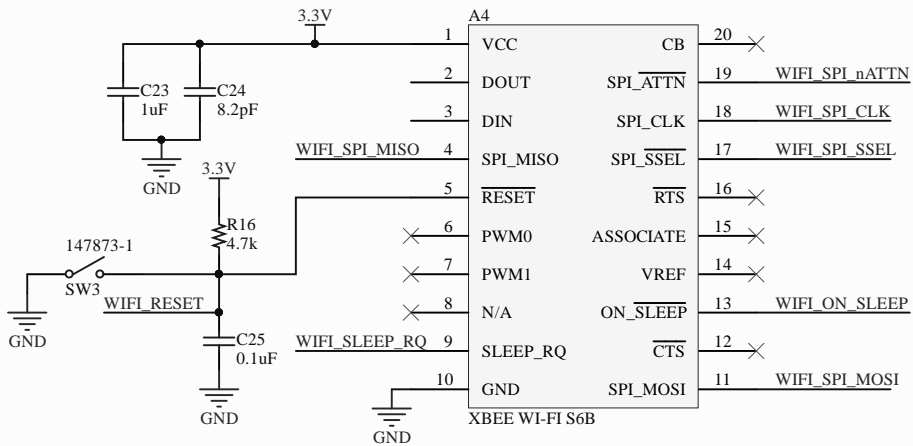 3.3V
A4
1
VCC
CB
20
C23
1uF
C24
8.2pF
2
DOUT
SPI_ATTN
19
WIFI_SPI_nATTN
3
DIN
SPI_CLK
18
WIFI_SPI_CLK
WIFI_SPI_MISO
4
SPI_MISO
SPI_SSEL
17
WIFI_SPI_SSEL
GND
3.3V
5
RESET
RTS
16
R16
4.7k
6
PWM0
ASSOCIATE
15
147873-1
SW3
7
PWM1
VREF
14
WIFI_RESET
8
N/A
ON_SLEEP
13
WIFI_ON_SLEEP
GND
C25
0.1uF
WIFI_SLEEP_RQ
9
SLEEP_RQ
CTS
12
10
GND
SPI_MOSI
11
WIFI_SPI_MOSI
GND
GND
XBEE WI-FI S6B